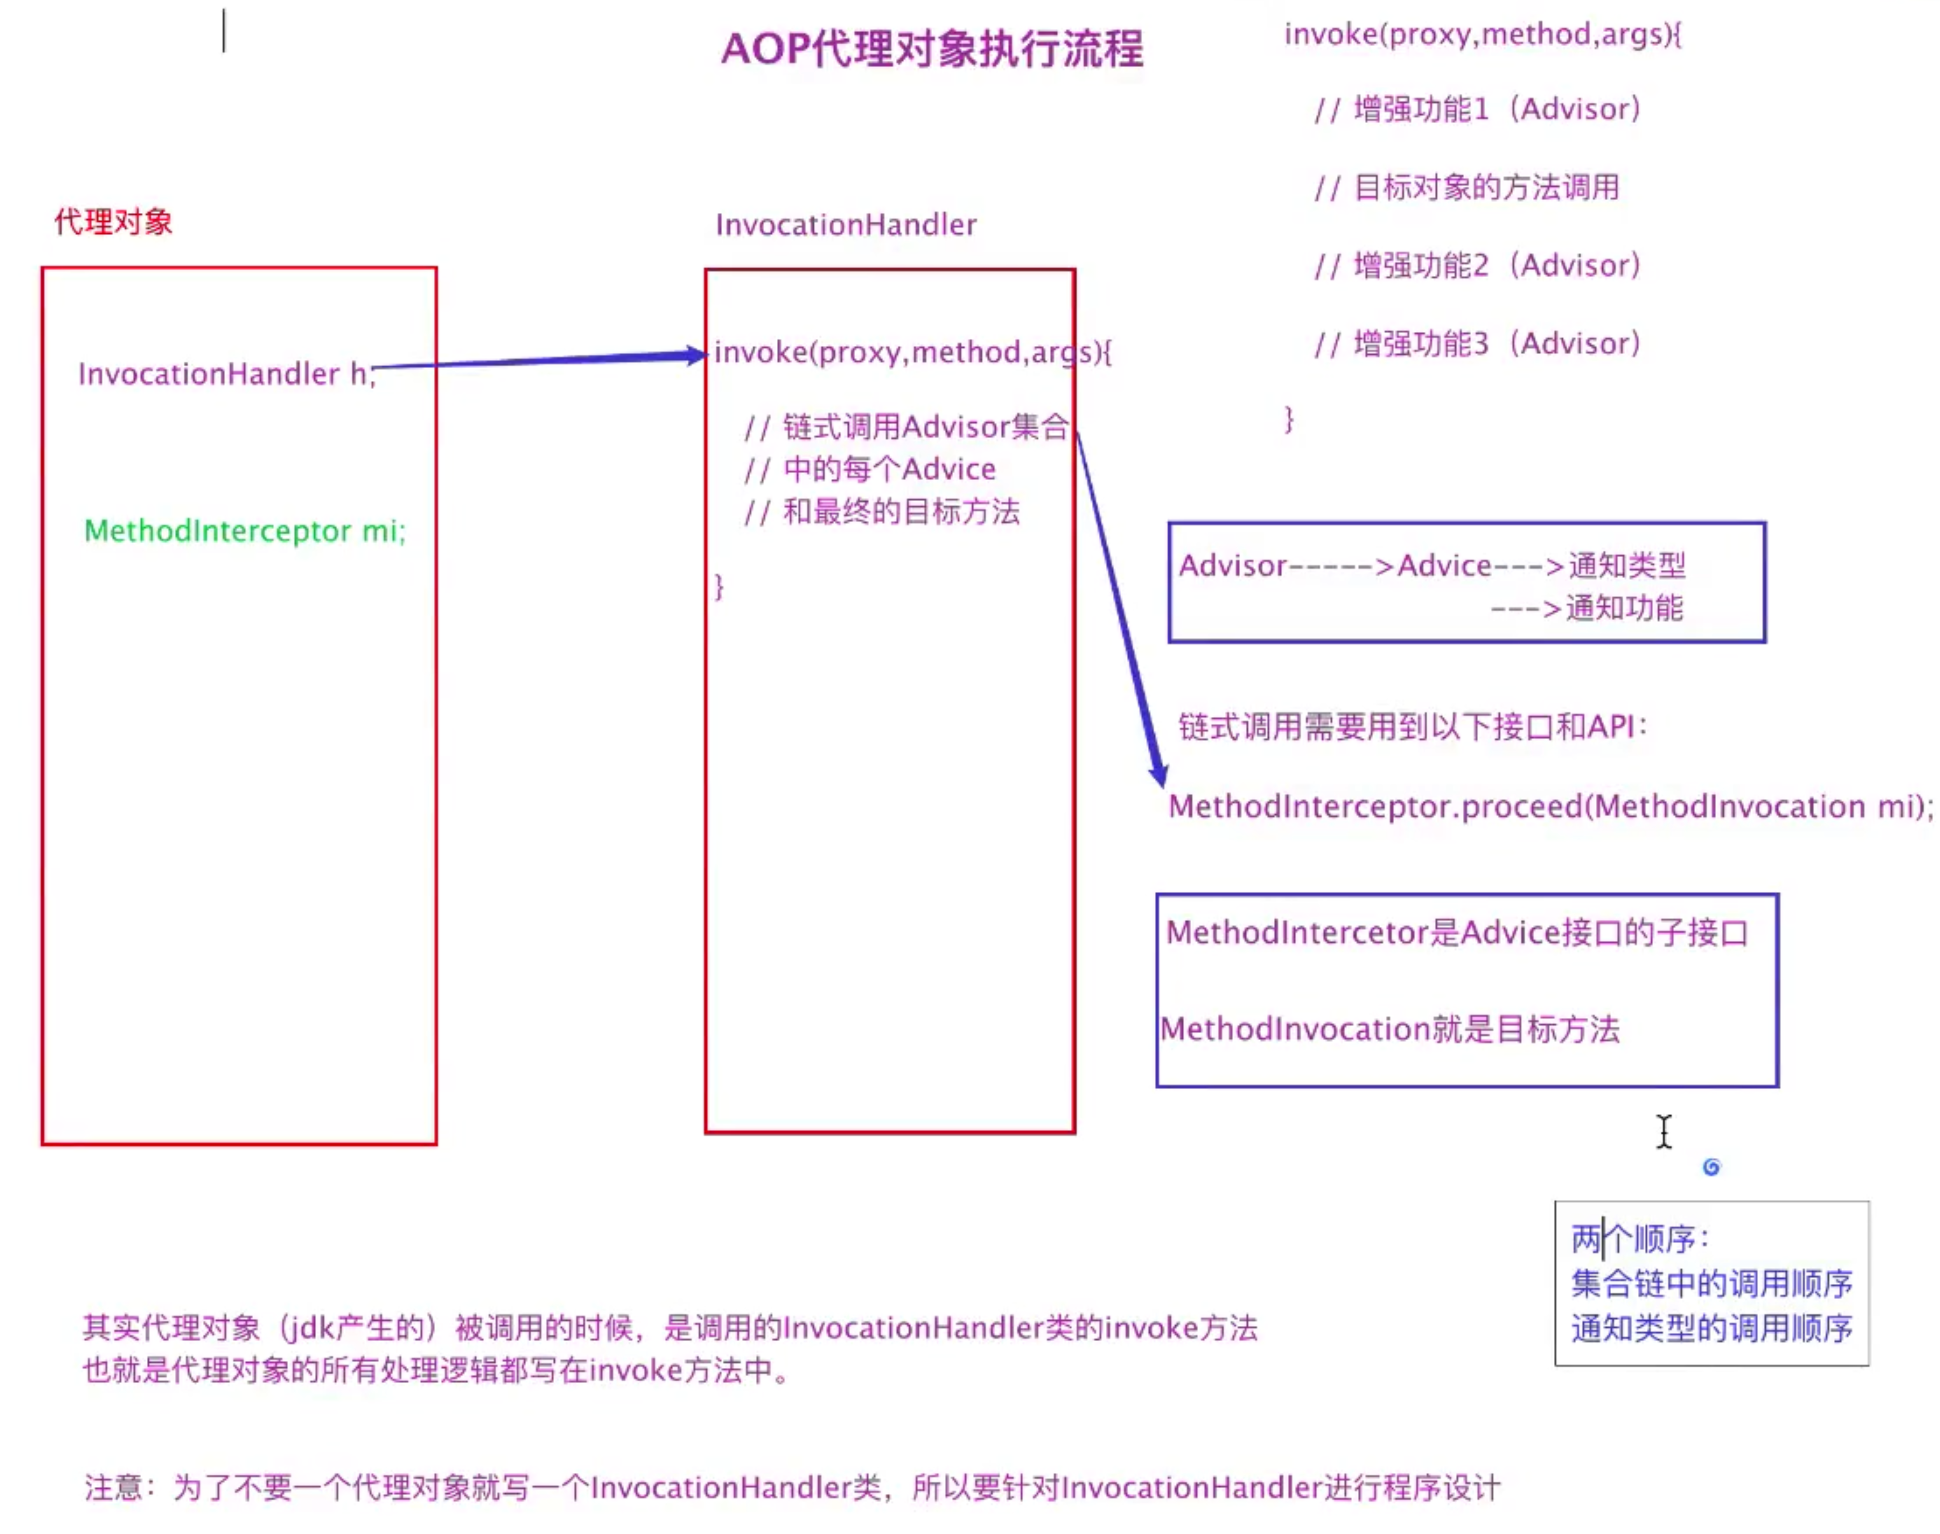 AOP代理对象执行流程
invoke(proxy,method,args){
// 增强功能1（Advisor）
// 目标对象的方法调用
// 增强功能2（Advisor）
// 增强功能3（Advisor）
}
代理对象
InvocationHandler h;
MethodInterceptor mi;
InvocationHandler
invoke(proxy,method,args){
// 链式调用Advisor集合
// 中的每个Advice
// 和最终的目标方法
}
Advisor----->Advice--->通知类型
--->通知功能
链式调用需要用到以下接口和API：
MethodInterceptor.proceed(MethodInvocation mi);
MethodIntercetor是Advice接口的子接口
MethodInvocation就是目标方法
两个顺序：
集合链中的调用顺序
通知类型的调用顺序
其实代理对象（jdk产生的）被调用的时候，是调用的InvocationHandler类的invoke方法
也就是代理对象的所有处理逻辑都写在invoke方法中。
注意：为了不要一个代理对象就写一个InvocationHandler类，所以要针对InvocationHandler进行程序设计